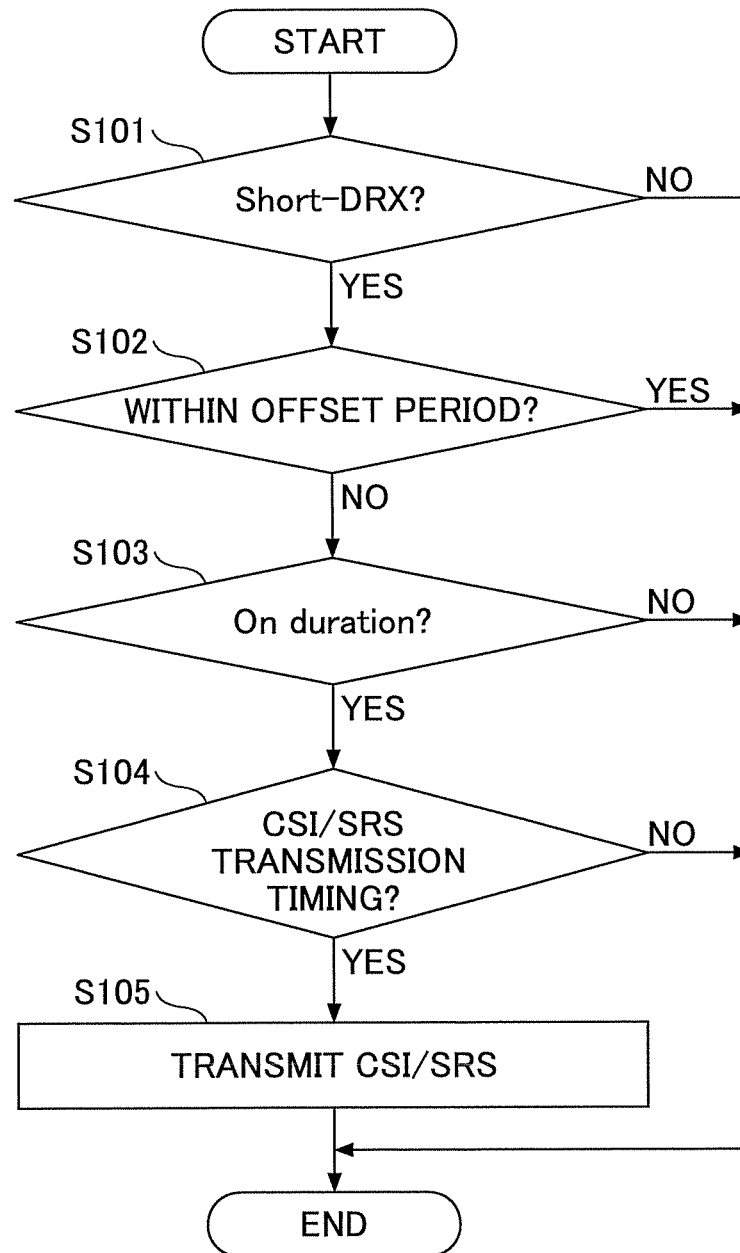 START
S101
Short-DRX?
NO
YES
S102
WITHIN OFFSET PERIOD?
YES
NO
S103
On duration?
NO
YES
S104
CSI/SRS
TRANSMISSION
TIMING?
NO
YES
S105
TRANSMIT CSI/SRS
END